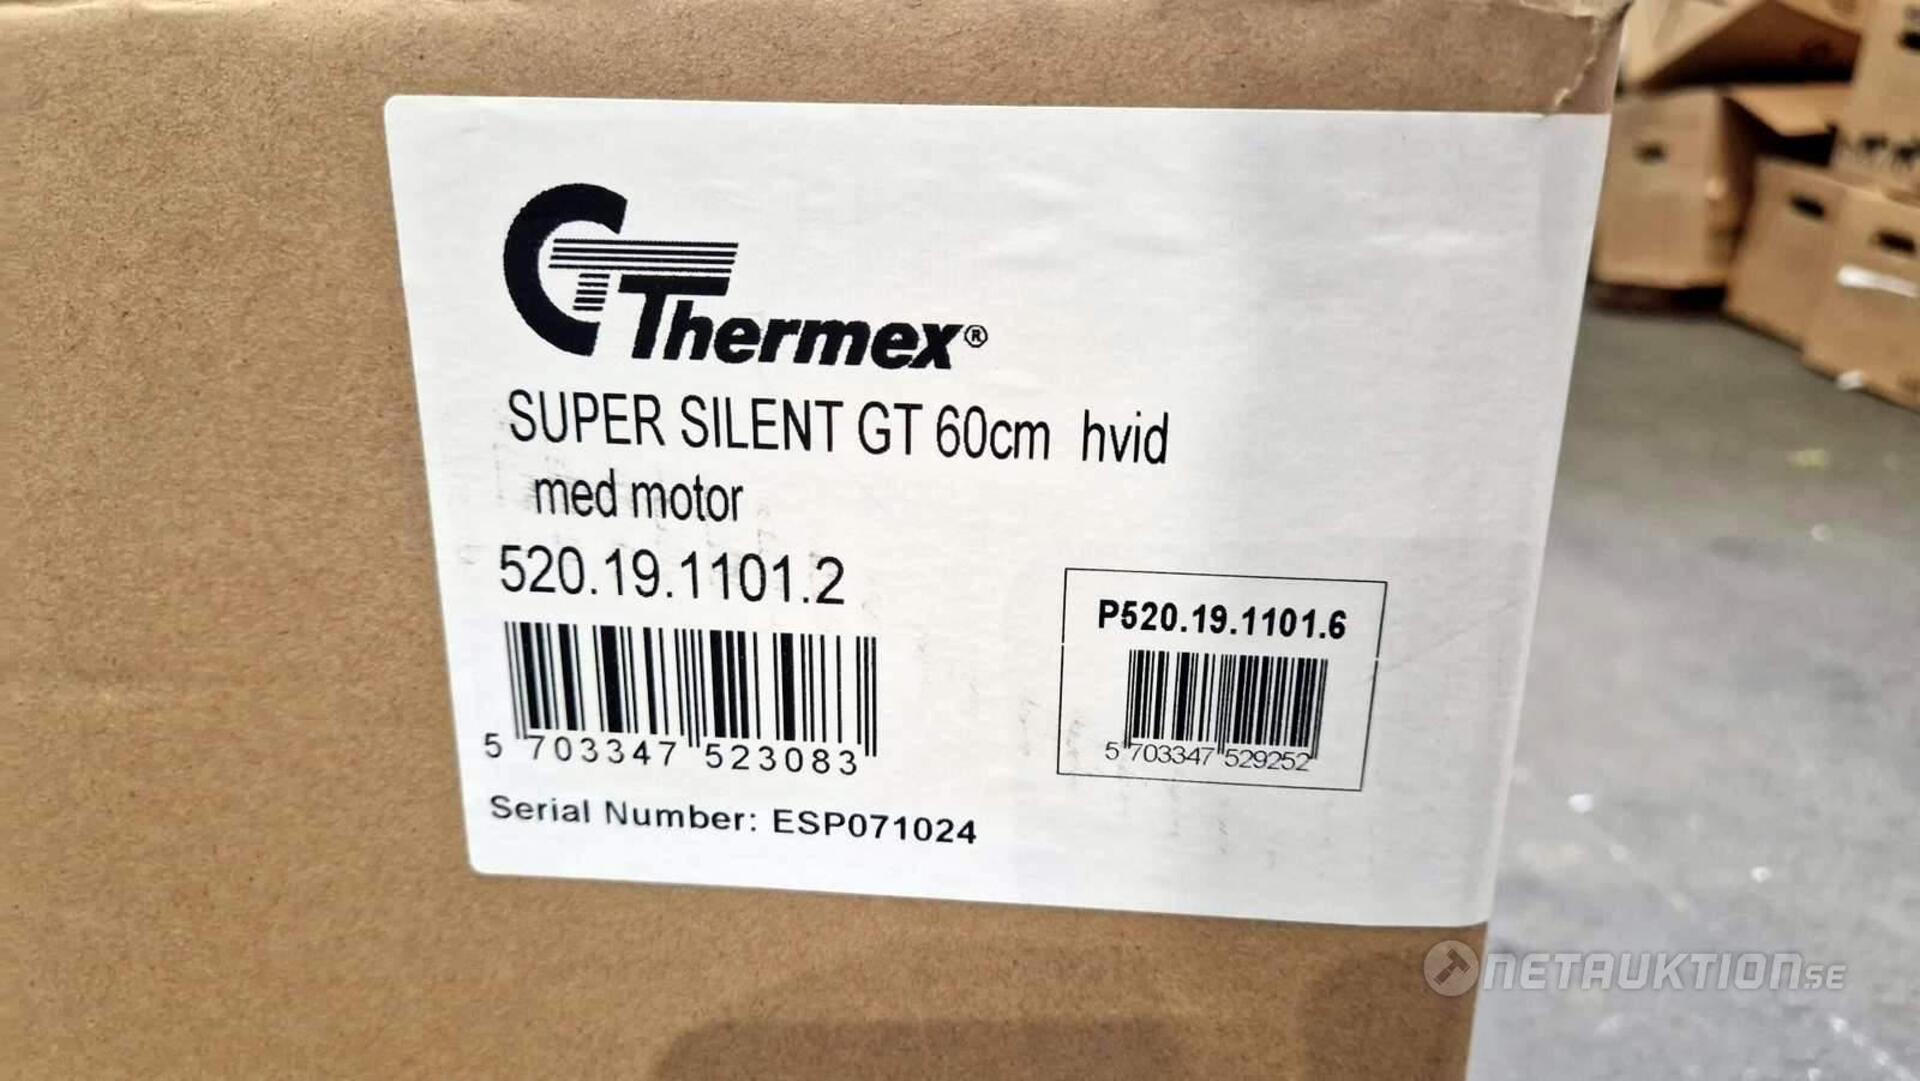 Thermex®
SUPER SILENT GT 60cm hvid
med motor
520.19.1101.2
5 703347 523083
Serial Number: ESP071024
P520.19.1101.6
5 703347 529252
NETAUKTION.SE